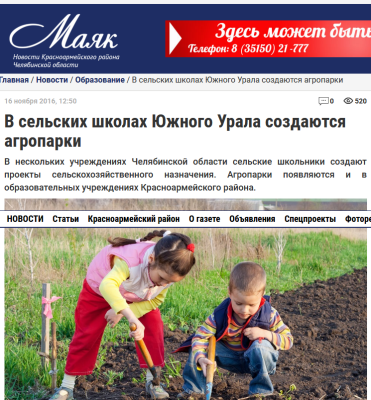 Маяк
Новости Красноармейского района
Челябинской области
Здесь может быть
Телефон: 8 (35150) 21 -777
Главная / Новости / Образование / В сельских школах Южного Урала создаются агропарки
16 ноября 2016, 12:50
0
520
В сельских школах Южного Урала создаются
агропарки
В нескольких учреждениях Челябинской области сельские школьники создают
проекты сельскохозяйственного назначения. Агропарки появляются и в
образовательных учреждениях Красноармейского района.
НОВОСТИ Статьи Красноармейский район О газете Объявления Спецпроекты Фоторе